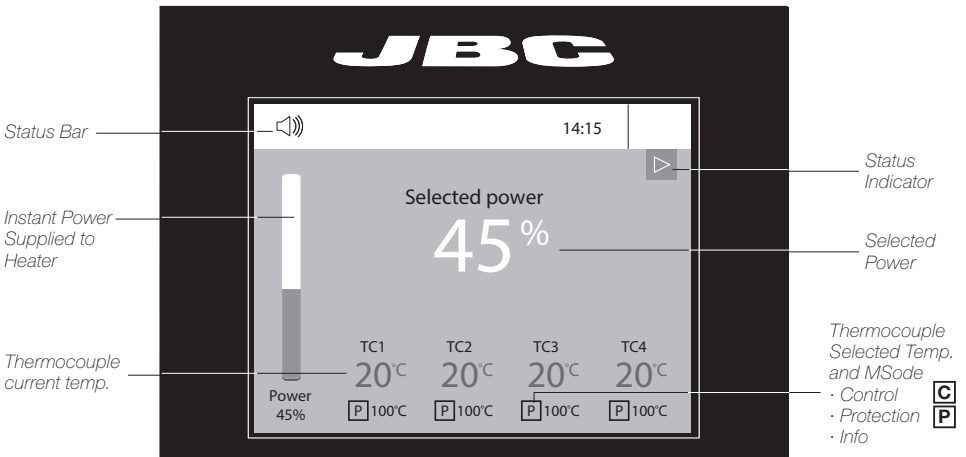 JBC
Status Bar
14:15
Status
Indicator
Selected power
45%
Instant Power
Supplied to
Heater
Selected
Power
Thermocouple
current temp.
TC1 TC2 TC3 TC4
20°C 20°C 20°C 20°C
Power
45%
P 100°C P 100°C P 100°C P 100°C
Thermocouple
Selected Temp.
and MSode
· Control C
· Protection P
· Info